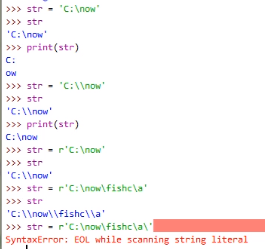 >>> str = 'C:\now'
>>> str
'C:\now'
>>> print(str)
C:
ow
>>> str = 'C:\\now'
>>> str
'C:\\now'
>>> print(str)
C:\now
>>> str = r'C:\now'
>>> str
'C:\\now'
>>> str = r'C:\now\fishc\a'
>>> str
'C:\\now\\fishc\\a'
>>> str = r'C:\now\fishc\a\'
SyntaxError: EOL while scanning string literal